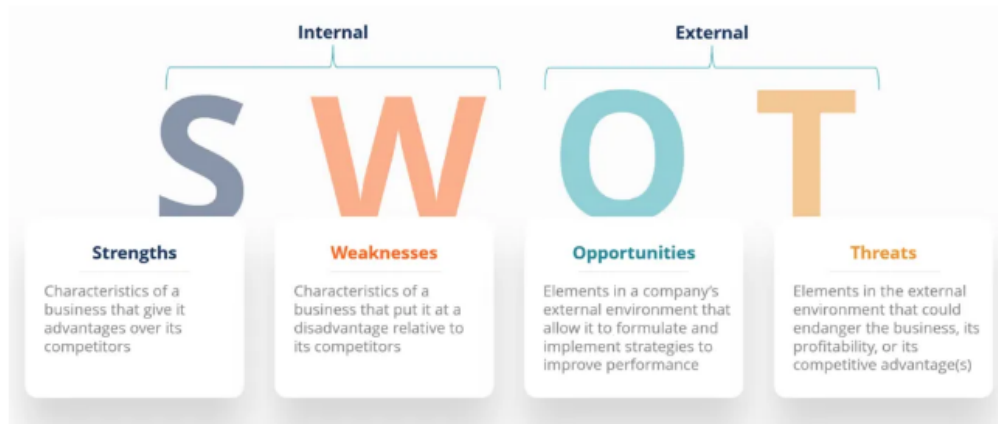 Internal
External
S W O T
Strengths
Characteristics of a
business that give it
advantages over its
competitors
Weaknesses
Characteristics of a
business that put it at a
disadvantage relative to
its competitors
Opportunities
Elements in a company's
external environment that
allow it to formulate and
implement strategies to
improve performance
Threats
Elements in the external
environment that could
endanger the business, its
profitability, or its
competitive advantage(s)